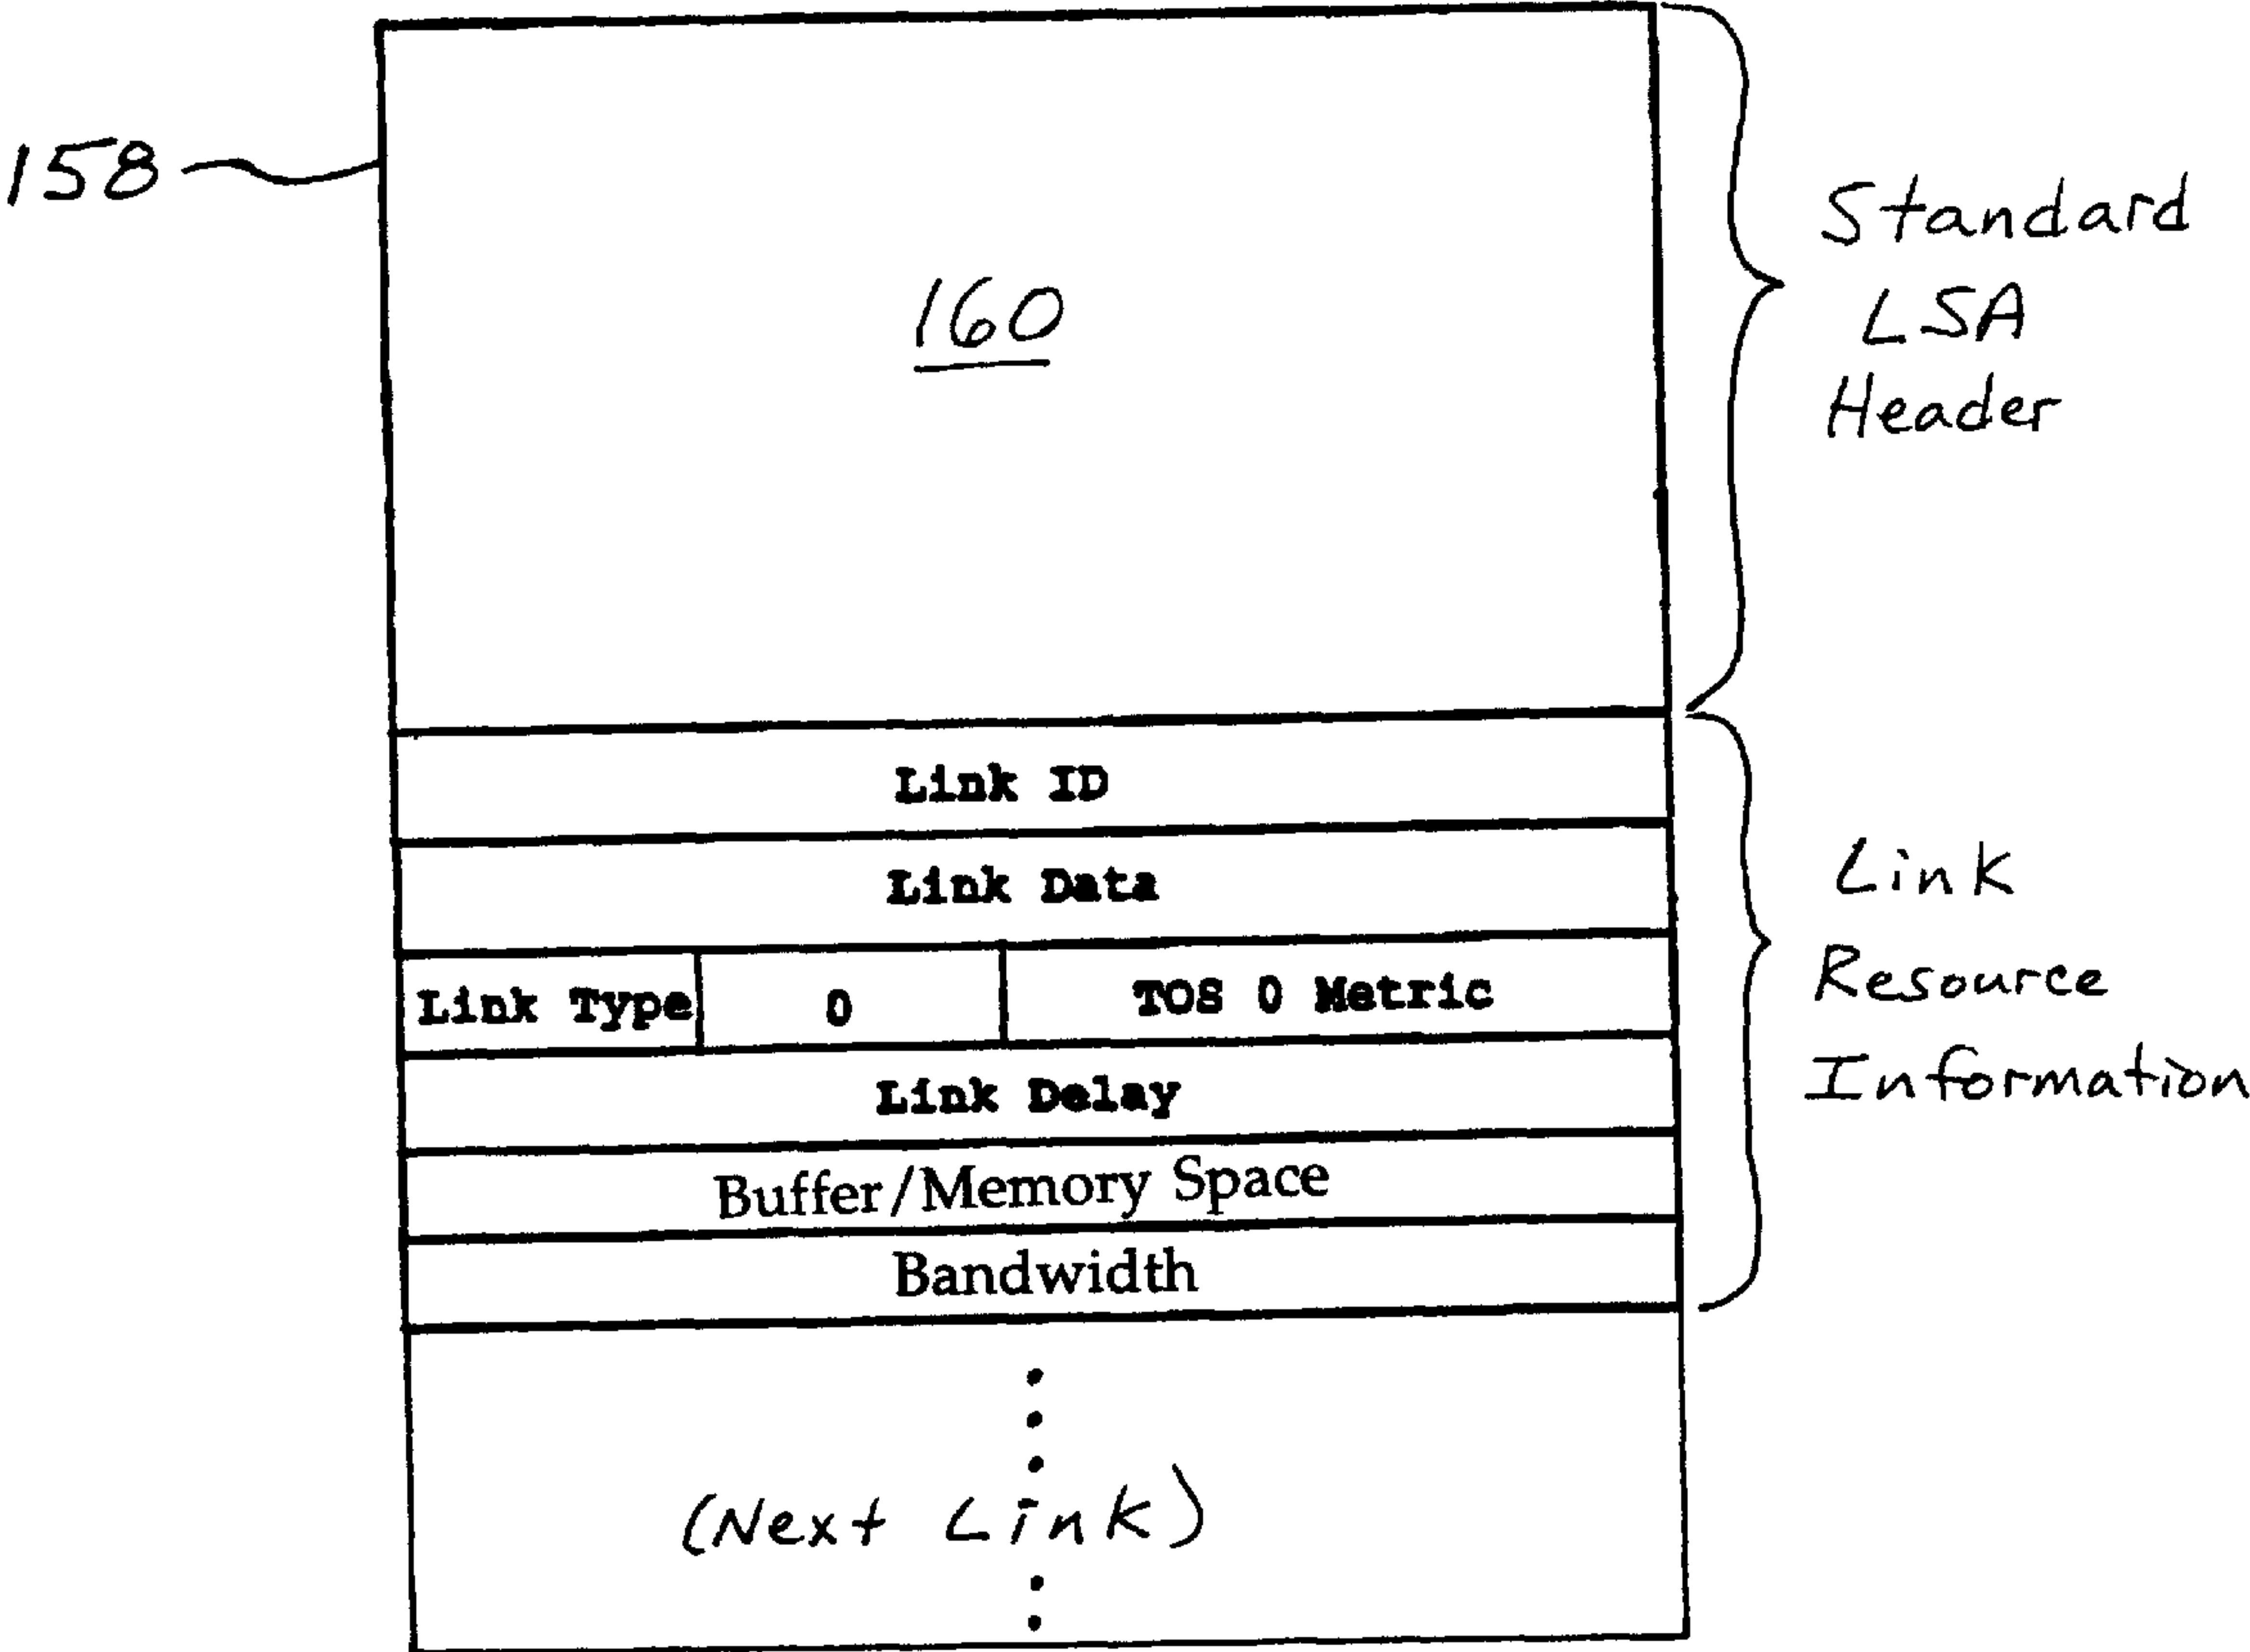 158
160
Standard
LSA
Header
Link ID
Link Data
Link Type 0 TOS 0 Metric
Link Delay
Buffer/Memory Space
Bandwidth
Link
Resource
Information
(Next Link)